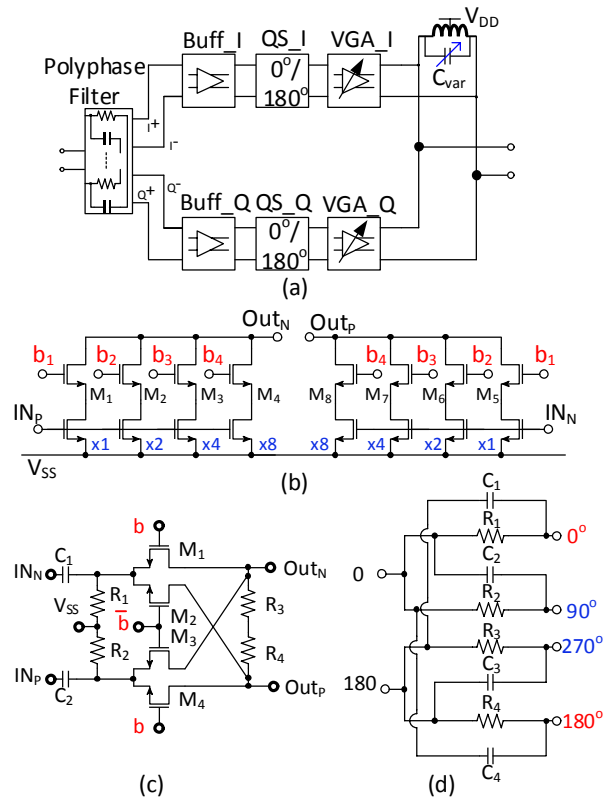 Buff_I QS_I VGA_I V_DD
Polyphase
Filter
0°/
180°
C_var
I+
I-
Q+
Q-
Buff_Q QS_Q VGA_Q
0°/
180°
(a)
Out_N Out_P
b₁ b₂ b₃ b₄ b₄ b₃ b₂ b₁
M₁ M₂ M₃ M₄ M₈ M₇ M₆ M₅
IN_P IN_N
x1 x2 x4 x8 x8 x4 x2 x1
V_SS
(b)
b
M₁
IN_N C₁ Out_N
R₁
V_SS b̅ M₂ R₃
M₃
R₂ R₄
IN_P Out_P
C₂ M₄
b
(c)
C₁
R₁ 0°
0 C₂
R₂ 90°
R₃ 270°
180 C₃
R₄ 180°
C₄
(d)